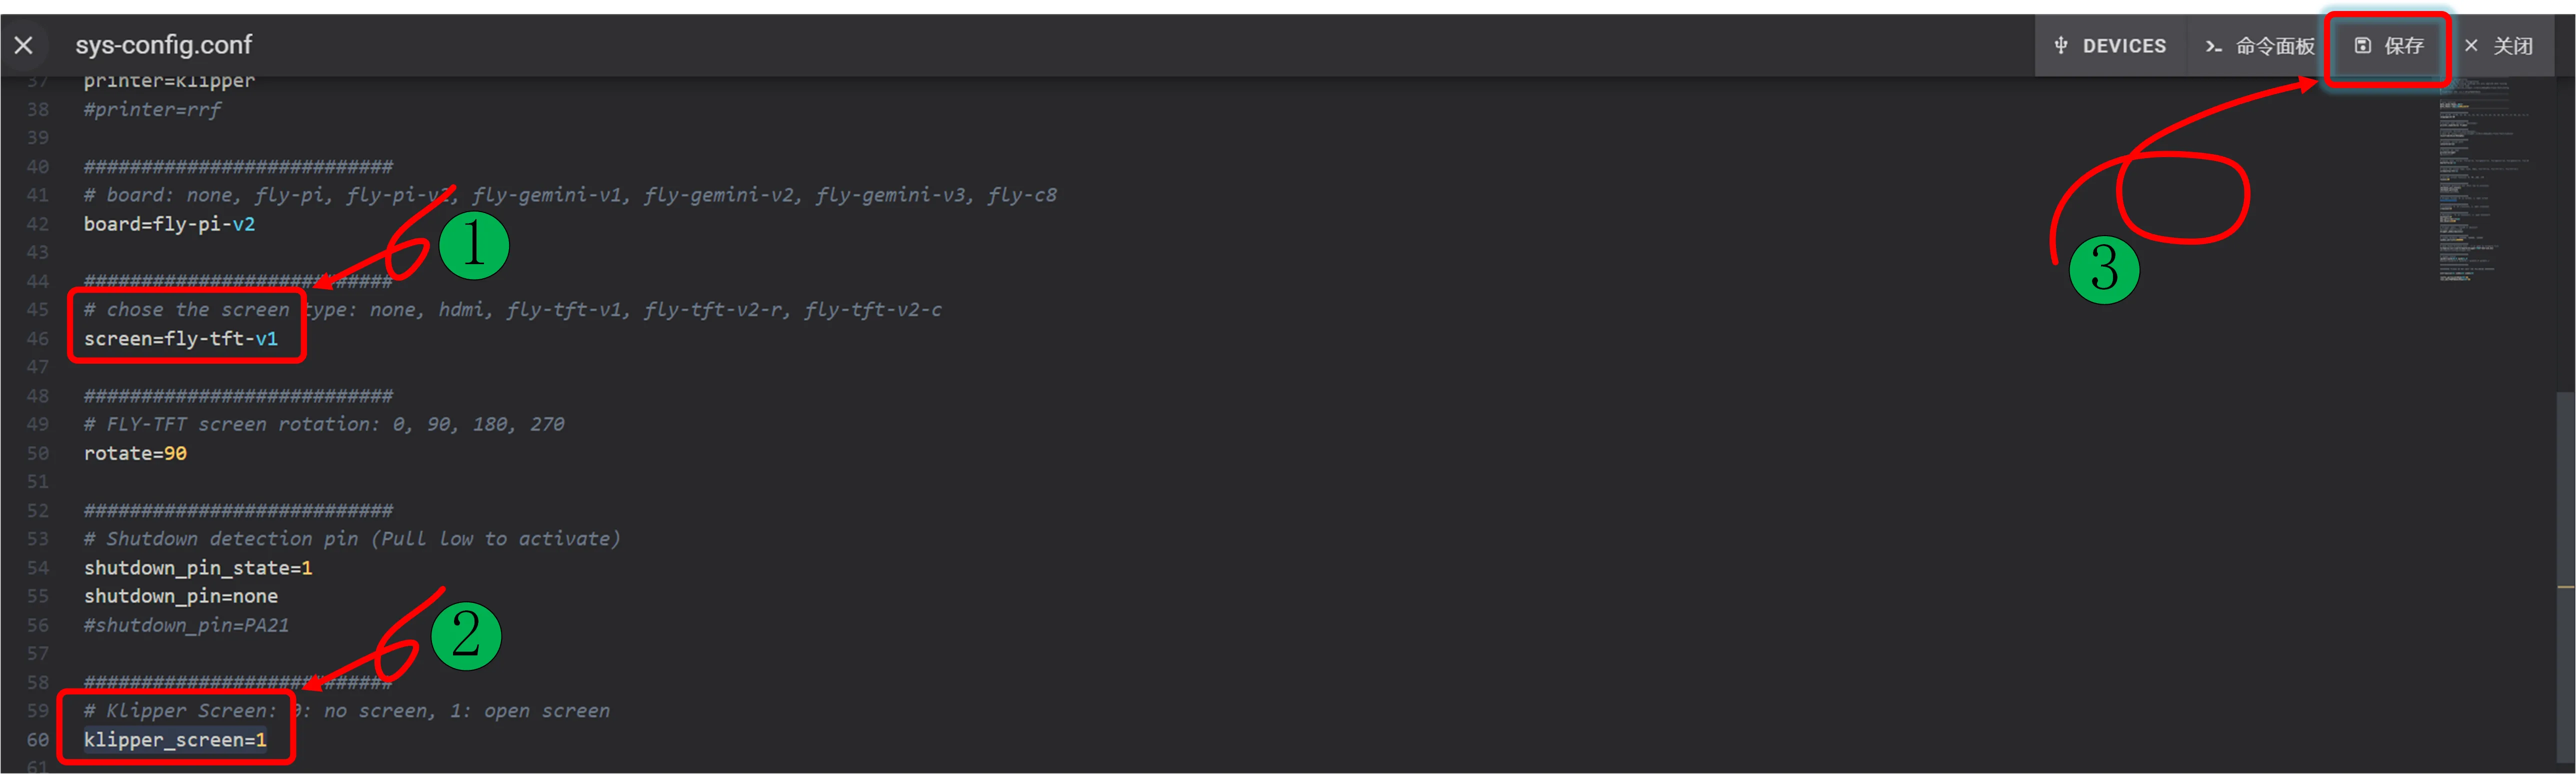 sys-config.conf
DEVICES
命令面板
保存
关闭
37 printer=klipper
38 #printer=rrf
39
40 ###########################
41 # board: none, fly-pi, fly-pi-v2, fly-gemini-v1, fly-gemini-v2, fly-gemini-v3, fly-c8
42 board=fly-pi-v2
43
44 ###########################
45 # chose the screen type: none, hdmi, fly-tft-v1, fly-tft-v2-r, fly-tft-v2-c
46 screen=fly-tft-v1
47
48 ###########################
49 # FLY-TFT screen rotation: 0, 90, 180, 270
50 rotate=90
51
52 ###########################
53 # Shutdown detection pin (Pull low to activate)
54 shutdown_pin_state=1
55 shutdown_pin=none
56 #shutdown_pin=PA21
57
58 ###########################
59 # Klipper Screen: 0: no screen, 1: open screen
60 klipper_screen=1
61
1
2
3